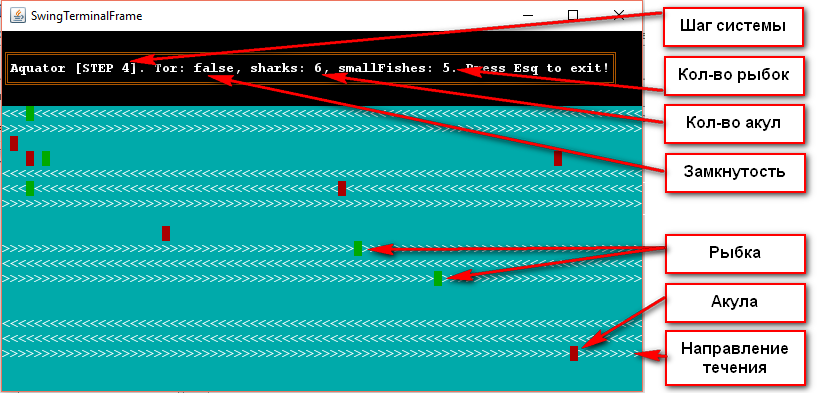 SwingTerminalFrame
Aquator [STEP 4]. Tor: false, sharks: 6, smallFishes: 5. Press Esq to exit!
Шаг системы
Кол-во рыбок
Кол-во акул
Замкнутость
Рыбка
Акула
Направление
течения